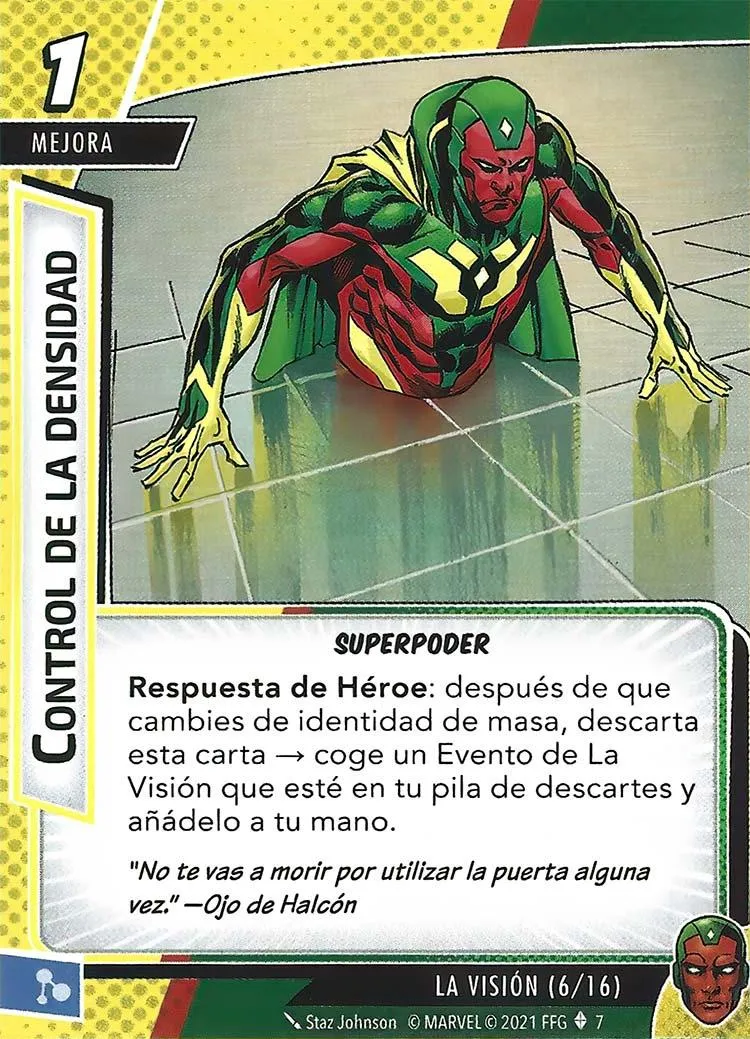 1
MEJORA
CONTROL DE LA DENSIDAD
SUPERPODER
Respuesta de Héroe: después de que
cambies de identidad de masa, descarta
esta carta → coge un Evento de La
Visión que esté en tu pila de descartes y
añádelo a tu mano.
"No te vas a morir por utilizar la puerta alguna
vez." —Ojo de Halcón
LA VISIÓN (6/16)
Staz Johnson © MARVEL © 2021 FFG 7